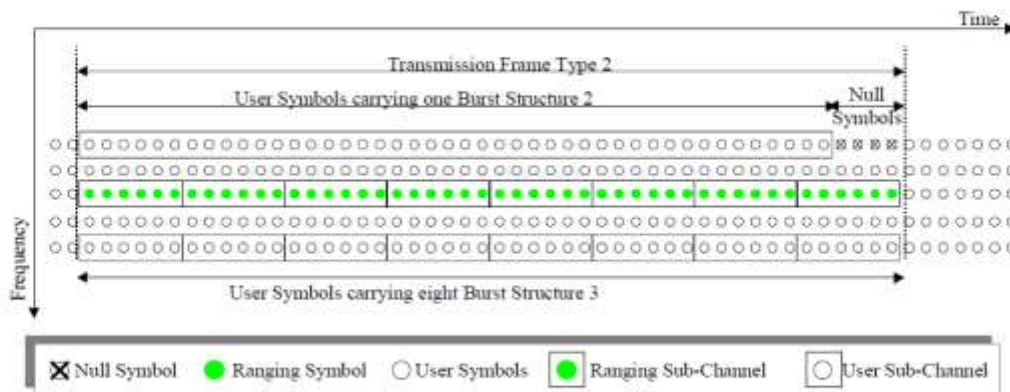 Time
Transmission Frame Type 2
User Symbols carrying one Burst Structure 2
Null
Symbols
Frequency
User Symbols carrying eight Burst Structure 3
Null Symbol
Ranging Symbol
User Symbols
Ranging Sub-Channel
User Sub-Channel